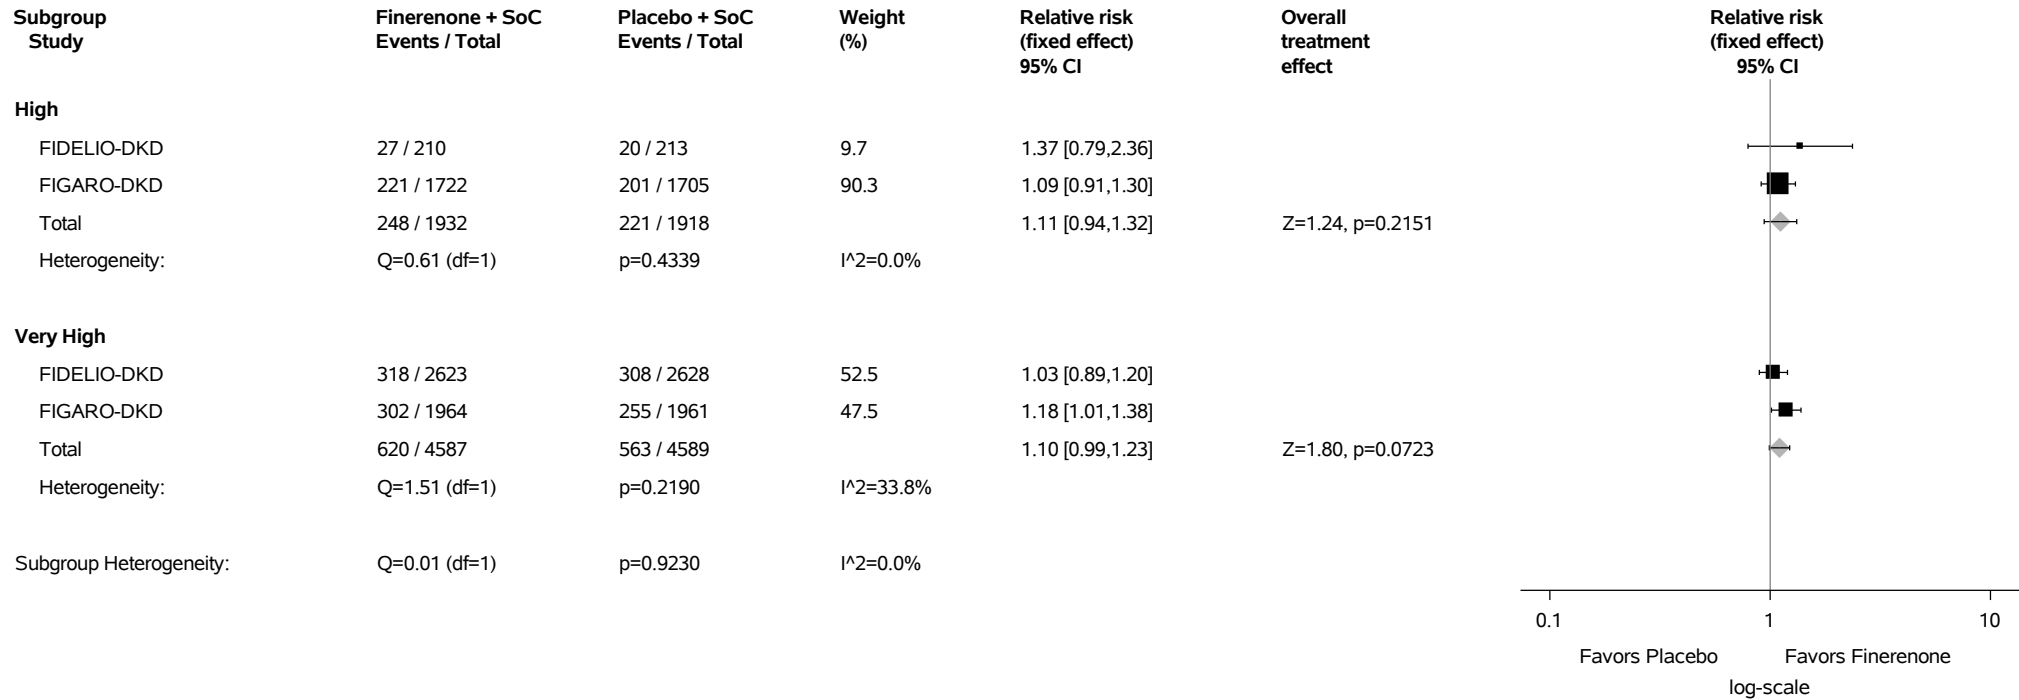 Subgroup Finerenone + SoC Placebo + SoC Weight Relative risk Overall Relative risk
Study Events / Total Events / Total (%) (fixed effect) treatment (fixed effect)
95% CI effect 95% CI
High
FIDELIO-DKD 27 / 210 20 / 213 9.7 1.37 [0.79,2.36]
FIGARO-DKD 221 / 1722 201 / 1705 90.3 1.09 [0.91,1.30]
Total 248 / 1932 221 / 1918 1.11 [0.94,1.32] Z=1.24, p=0.2151
Heterogeneity: Q=0.61 (df=1) p=0.4339 I^2=0.0%
Very High
FIDELIO-DKD 318 / 2623 308 / 2628 52.5 1.03 [0.89,1.20]
FIGARO-DKD 302 / 1964 255 / 1961 47.5 1.18 [1.01,1.38]
Total 620 / 4587 563 / 4589 1.10 [0.99,1.23] Z=1.80, p=0.0723
Heterogeneity: Q=1.51 (df=1) p=0.2190 I^2=33.8%
Subgroup Heterogeneity: Q=0.01 (df=1) p=0.9230 I^2=0.0%
0.1 1 10
Favors Placebo Favors Finerenone
log-scale